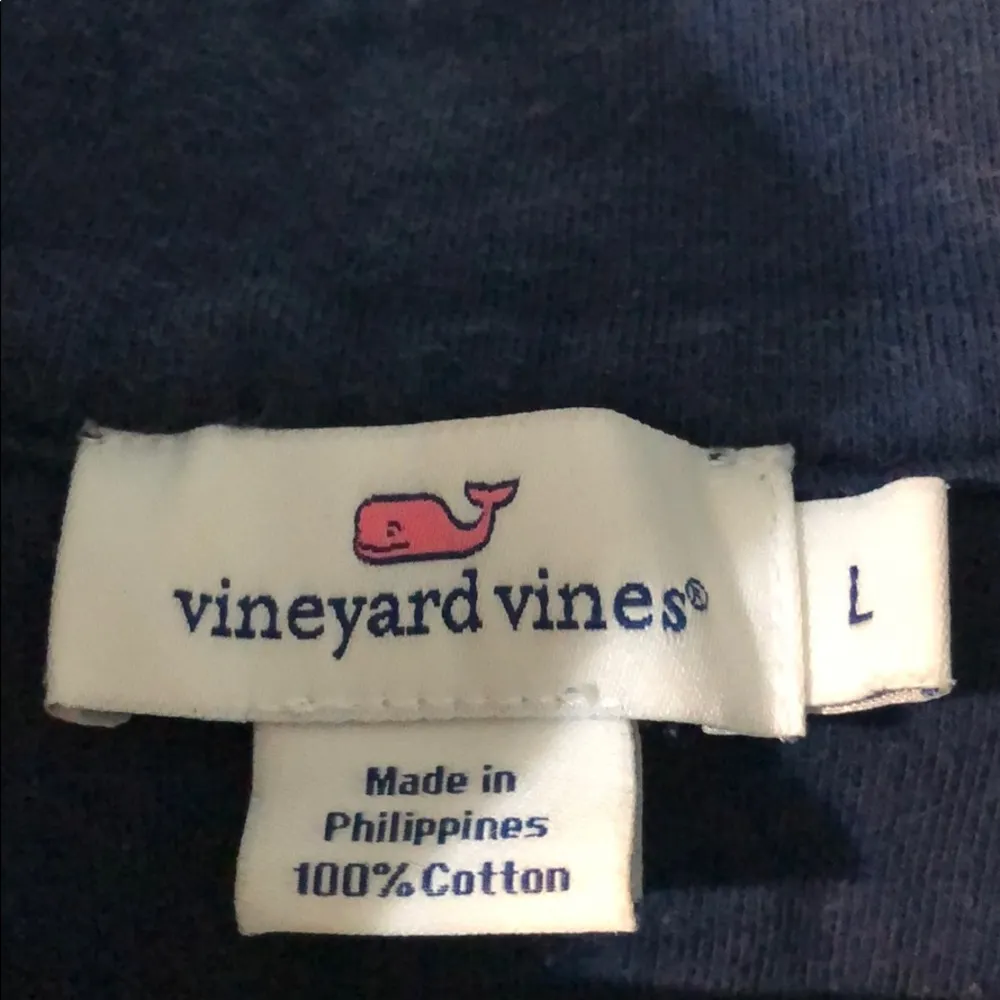 vineyard vines®
L
Made in
Philippines
100% Cotton